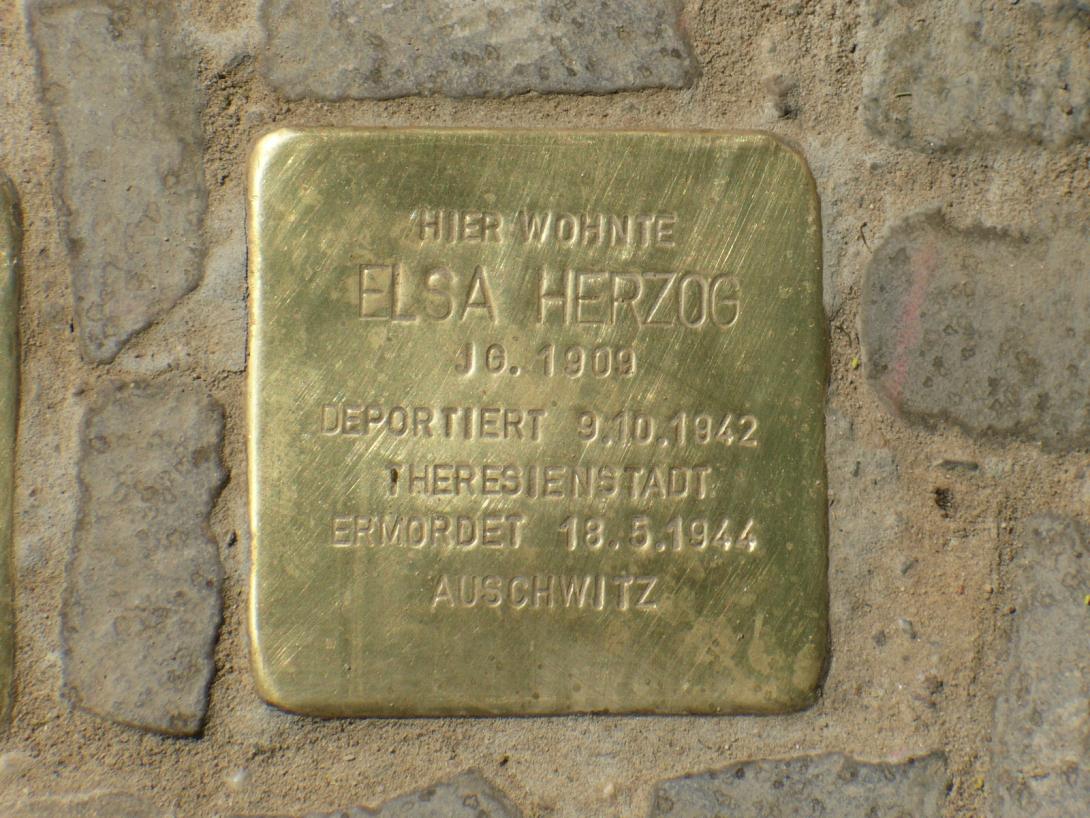 HIER WOHNTE
ELSA HERZOG
JG. 1909
DEPORTIERT 9.10.1942
THERESIENSTADT
ERMORDET 18.5.1944
AUSCHWITZ